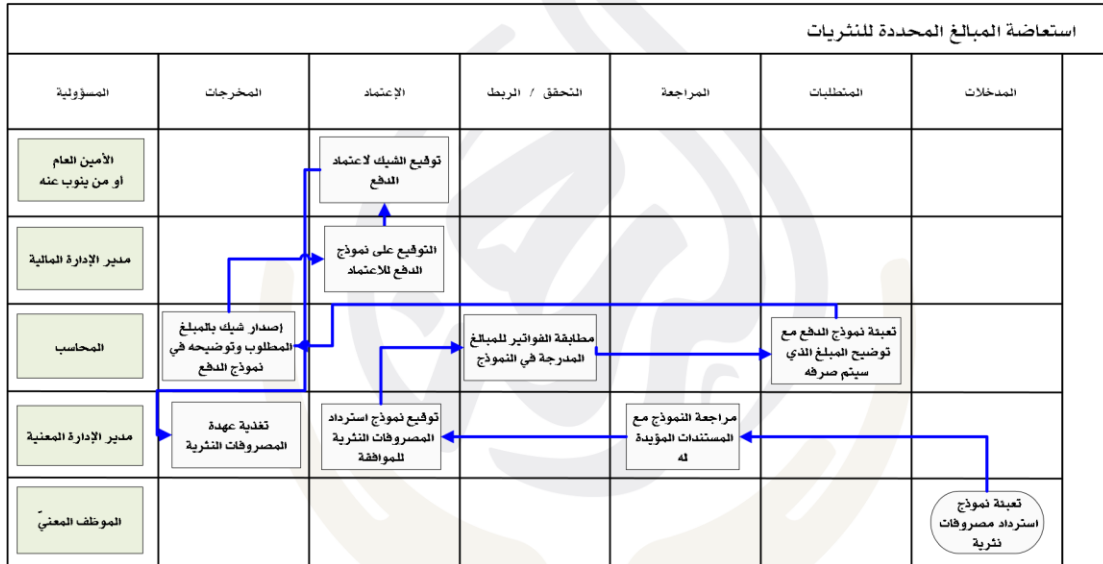 استعاضة المبالغ المحددة للنثريات
المدخلات
المتطلبات
المراجعة
التحقق / الربط
الإعتماد
المخرجات
المسؤولية
توقيع الشيك لاعتماد
الدفع
الأمين العام
أو من ينوب عنه
التوقيع على نموذج
الدفع للاعتماد
مدير الإدارة المالية
تعبئة نموذج الدفع مع
توضيح المبلغ الذي
سيتم صرفه
مطابقة الفواتير للمبالغ
المدرجة في النموذج
إصدار شيك بالمبلغ
المطلوب وتوضيحه في
نموذج الدفع
المحاسب
مراجعة النموذج مع
المستندات المؤيدة
له
توقيع نموذج استرداد
المصروفات النثرية
للموافقة
تغذية عهدة
المصروفات النثرية
مدير الإدارة المعنية
تعبئة نموذج
استرداد مصروفات
نثرية
الموظف المعنيّ